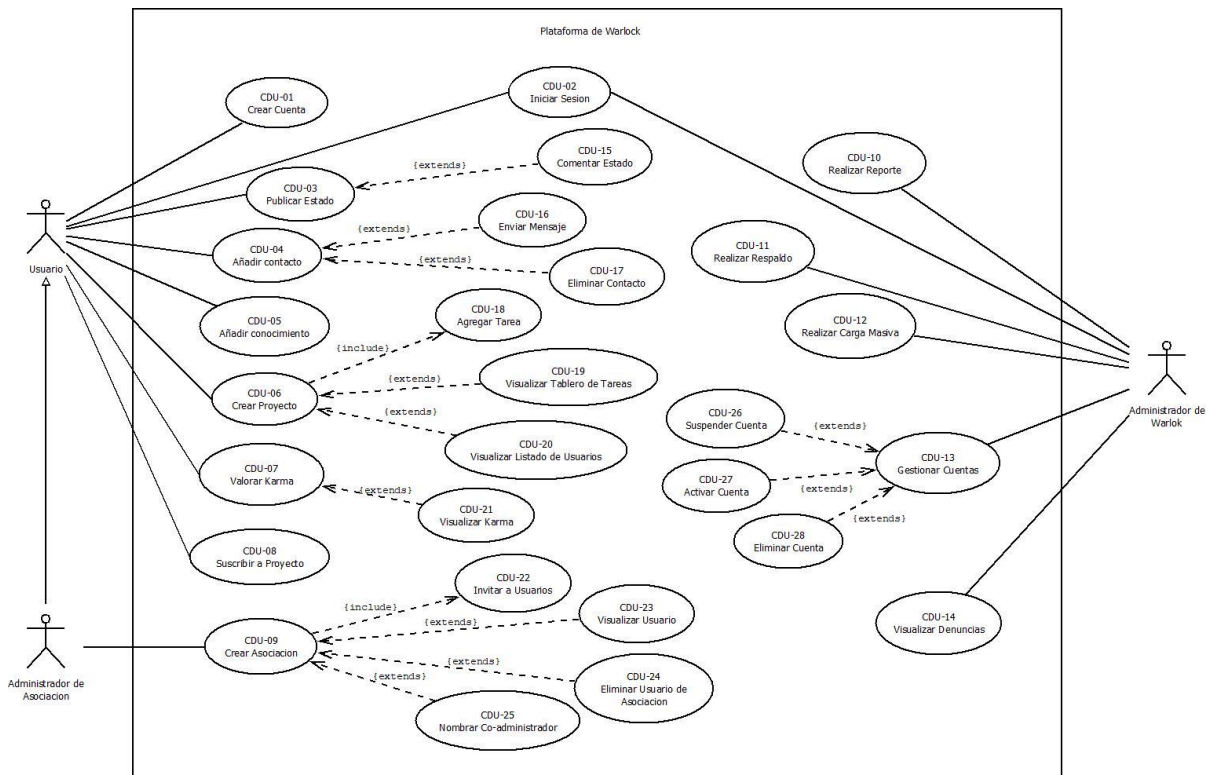 Plataforma de Warlock
CDU-01
Crear Cuenta
CDU-02
Iniciar Sesion
CDU-15
Comentar Estado
{extends}
CDU-10
Realizar Reporte
CDU-03
Publicar Estado
CDU-16
Enviar Mensaje
{extends}
CDU-04
Añadir contacto
CDU-11
Realizar Respaldo
{extends}
CDU-17
Eliminar Contacto
Usuario
CDU-18
Agregar Tarea
CDU-05
Añadir conocimiento
CDU-12
Realizar Carga Masiva
{include}
CDU-19
Visualizar Tablero de Tareas
{extends}
CDU-06
Crear Proyecto
{extends}
CDU-20
Visualizar Listado de Usuarios
CDU-26
Suspender Cuenta
{extends}
Administrador de
Warlok
CDU-13
Gestionar Cuentas
CDU-07
Valorar Karma
CDU-27
Activar Cuenta
{extends}
{extends}
CDU-21
Visualizar Karma
{extends}
CDU-28
Eliminar Cuenta
CDU-08
Suscribir a Proyecto
CDU-22
Invitar a Usuarios
{include}
CDU-23
Visualizar Usuario
{extends}
CDU-14
Visualizar Denuncias
CDU-09
Crear Asociacion
{extends}
CDU-24
Eliminar Usuario de
Asociacion
Administrador de
Asociacion
{extends}
CDU-25
Nombrar Co-administrador